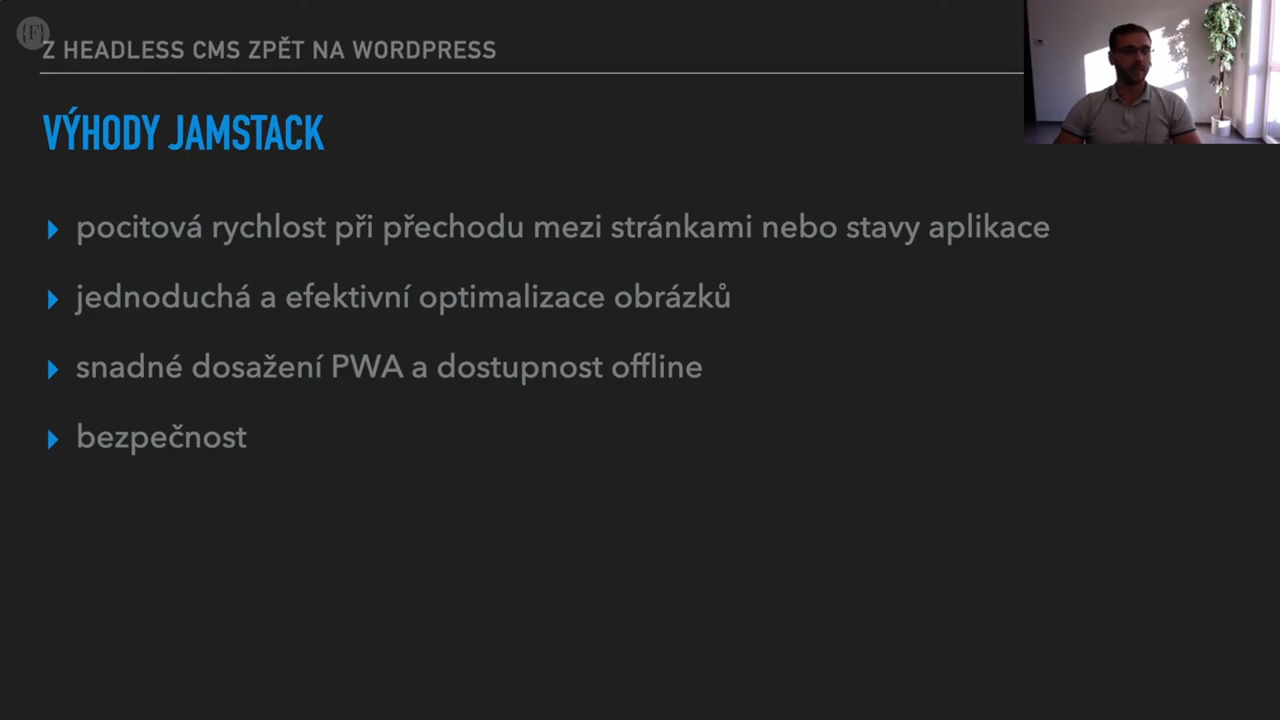 {F}
Z HEADLESS CMS ZPĚT NA WORDPRESS
VÝHODY JAMSTACK
pocitová rychlost při přechodu mezi stránkami nebo stavy aplikace
jednoduchá a efektivní optimalizace obrázků
snadné dosažení PWA a dostupnost offline
bezpečnost